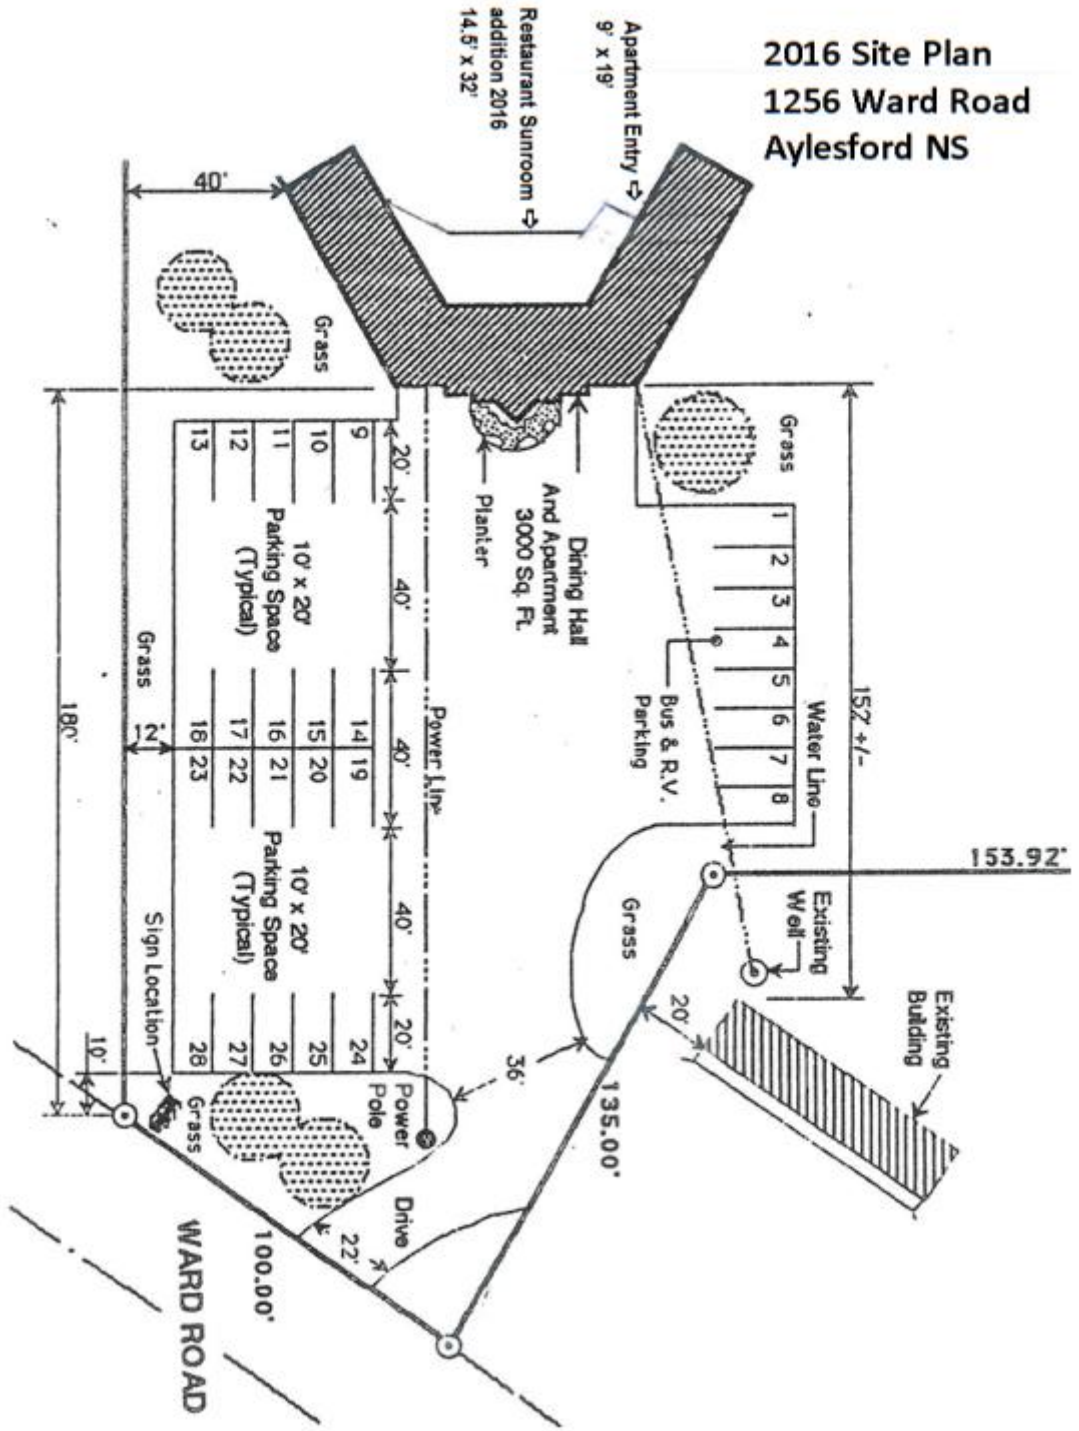 2016 Site Plan
1256 Ward Road
Aylesford NS
Apartment Entry
9' x 19'
Restaurant Sunroom
addition 2016
14.5' x 32'
40'
Grass
Grass
Dining Hall
And Apartment
3000 Sq. Ft.
Planter
1
2
3
4
5
6
7
8
Bus & R.V.
Parking
Water Line
152' +/-
153.92'
Existing
Well
Existing
Building
20'
Grass
135.00'
36'
9
10
11
12
13
20'
40'
40'
40'
20'
10' x 20'
Parking Space
(Typical)
14 19
15 20
16 21
17 22
18 23
Power Line
10' x 20'
Parking Space
(Typical)
24
25
26
27
28
Grass
12'
180'
Sign Location
10'
Grass
Power
Pole
Drive
22'
100.00'
WARD ROAD